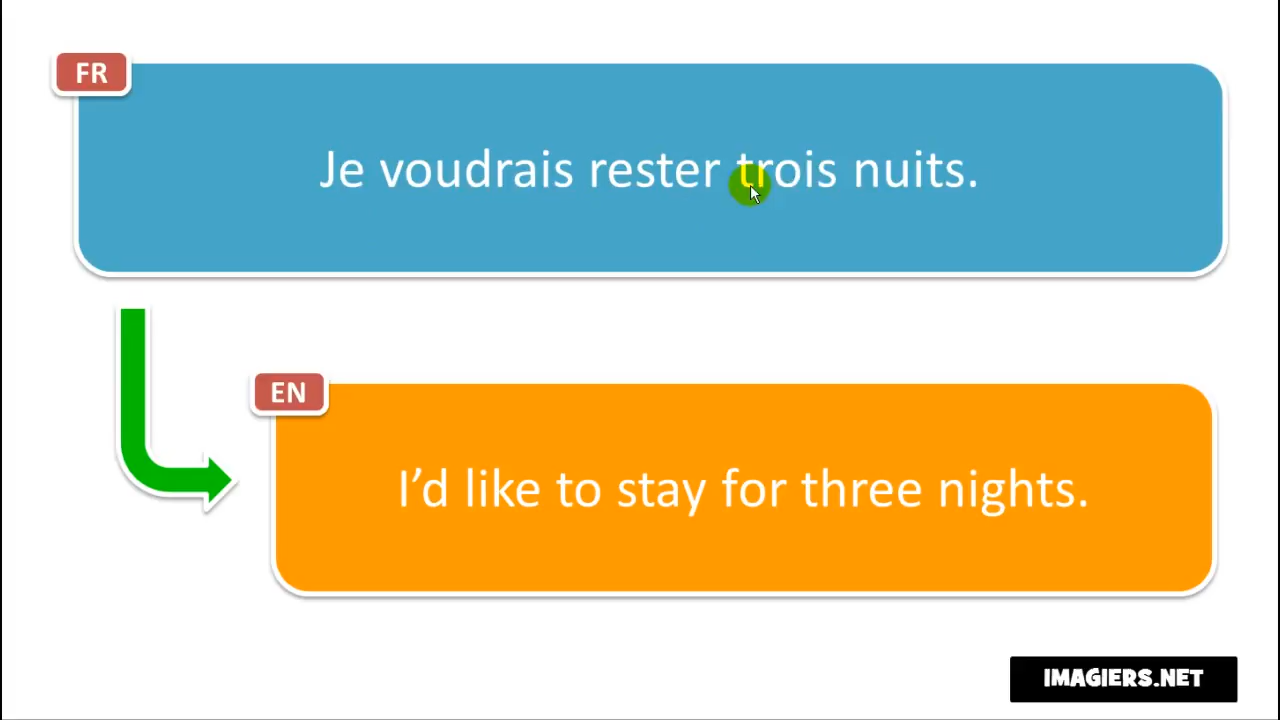 FR
Je voudrais rester trois nuits.
EN
I’d like to stay for three nights.
IMAGIERS.NET